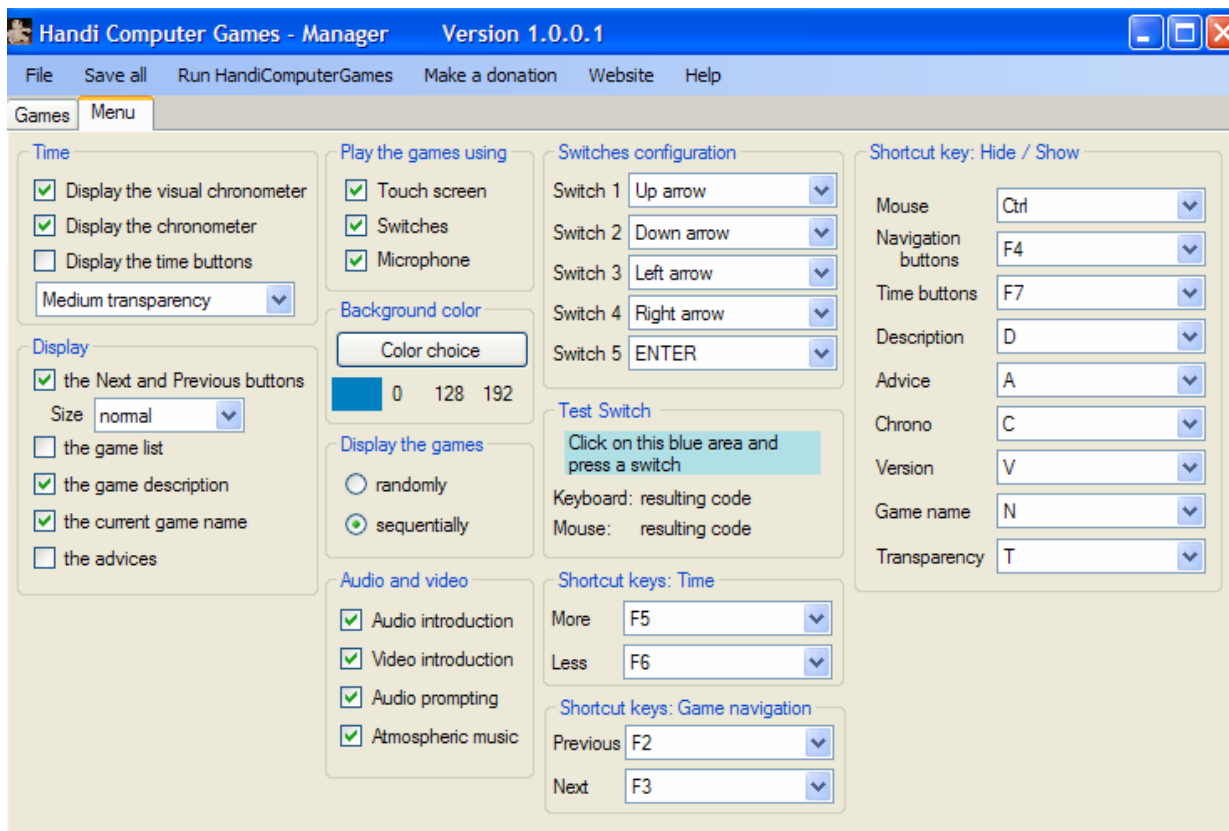 Handi Computer Games - Manager Version 1.0.0.1
File Save all Run HandiComputerGames Make a donation Website Help
Games Menu
Time
Display the visual chronometer
Display the chronometer
Display the time buttons
Medium transparency
Display
the Next and Previous buttons
Size normal
the game list
the game description
the current game name
the advices
Play the games using
Touch screen
Switches
Microphone
Background color
Color choice
0 128 192
Display the games
randomly
sequentially
Audio and video
Audio introduction
Video introduction
Audio prompting
Atmospheric music
Switches configuration
Switch 1 Up arrow
Switch 2 Down arrow
Switch 3 Left arrow
Switch 4 Right arrow
Switch 5 ENTER
Test Switch
Click on this blue area and
press a switch
Keyboard: resulting code
Mouse: resulting code
Shortcut keys: Time
More F5
Less F6
Shortcut keys: Game navigation
Previous F2
Next F3
Shortcut key: Hide / Show
Mouse Ctrl
Navigation
buttons F4
Time buttons F7
Description D
Advice A
Chrono C
Version V
Game name N
Transparency T